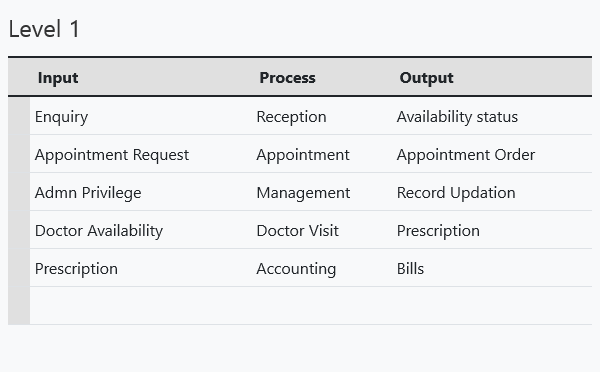 Level 1
Input Process Output
Enquiry Reception Availability status
Appointment Request Appointment Appointment Order
Admn Privilege Management Record Updation
Doctor Availability Doctor Visit Prescription
Prescription Accounting Bills